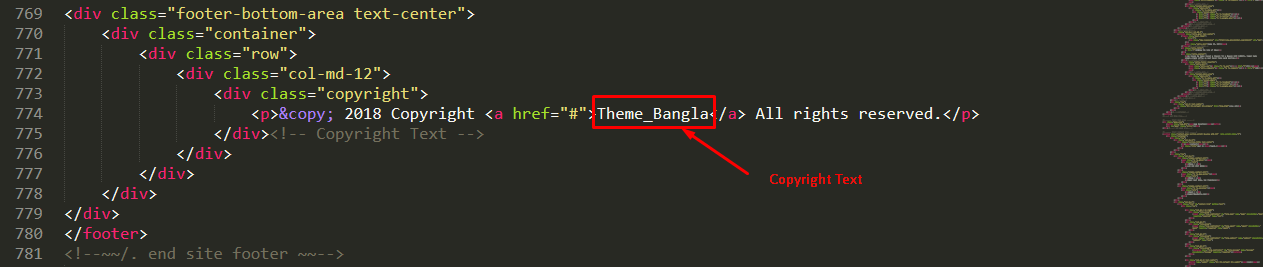 769 <div class="footer-bottom-area text-center">
770 <div class="container">
771 <div class="row">
772 <div class="col-md-12">
773 <div class="copyright">
774 <p>&copy; 2018 Copyright <a href="#">Theme_Bangla</a> All rights reserved.</p>
775 </div><!-- Copyright Text -->
776 </div>
777 </div>
778 </div>
779 </div>
780 </footer>
781 <!--~~/. end site footer ~~-->
Copyright Text